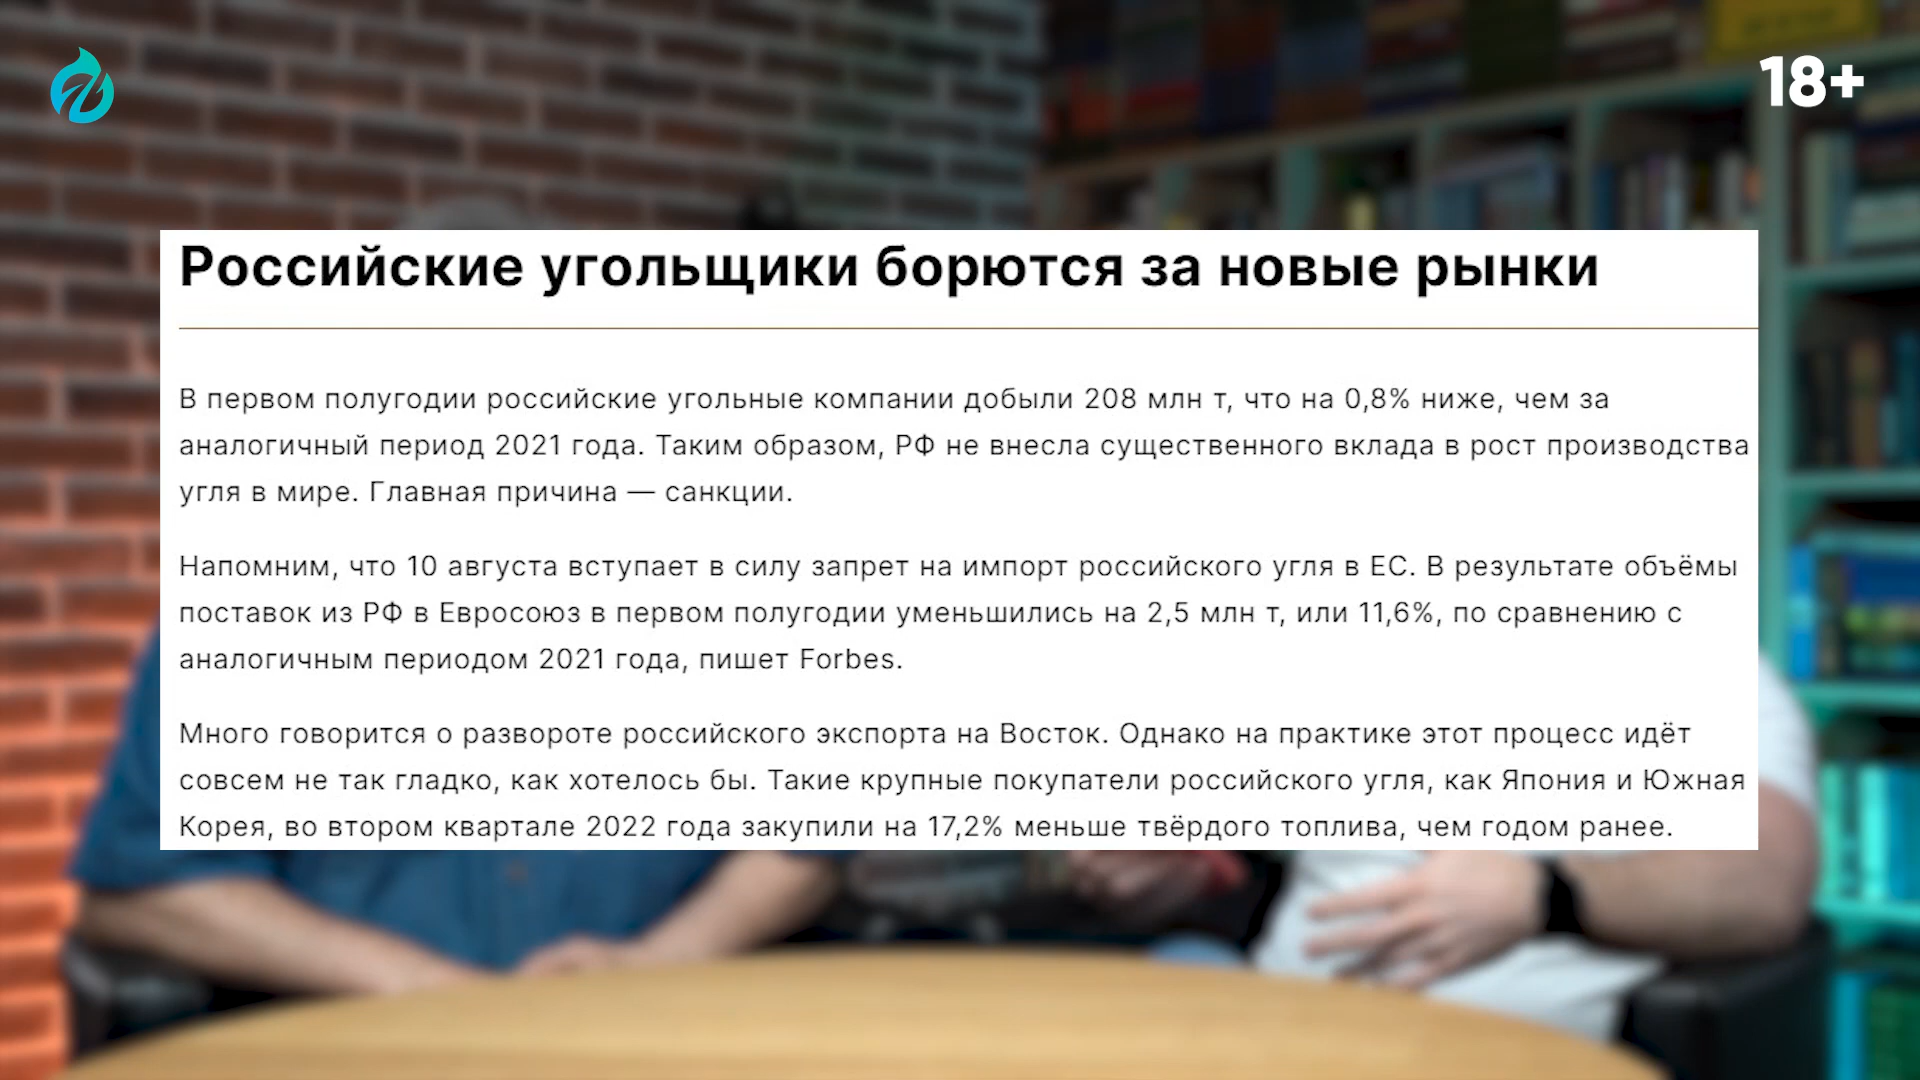 18+
Российские угольщики борются за новые рынки
В первом полугодии российские угольные компании добыли 208 млн т, что на 0,8% ниже, чем за
аналогичный период 2021 года. Таким образом, РФ не внесла существенного вклада в рост производства
угля в мире. Главная причина — санкции.
Напомним, что 10 августа вступает в силу запрет на импорт российского угля в ЕС. В результате объёмы
поставок из РФ в Евросоюз в первом полугодии уменьшились на 2,5 млн т, или 11,6%, по сравнению с
аналогичным периодом 2021 года, пишет Forbes.
Много говорится о развороте российского экспорта на Восток. Однако на практике этот процесс идёт
совсем не так гладко, как хотелось бы. Такие крупные покупатели российского угля, как Япония и Южная
Корея, во втором квартале 2022 года закупили на 17,2% меньше твёрдого топлива, чем годом ранее.